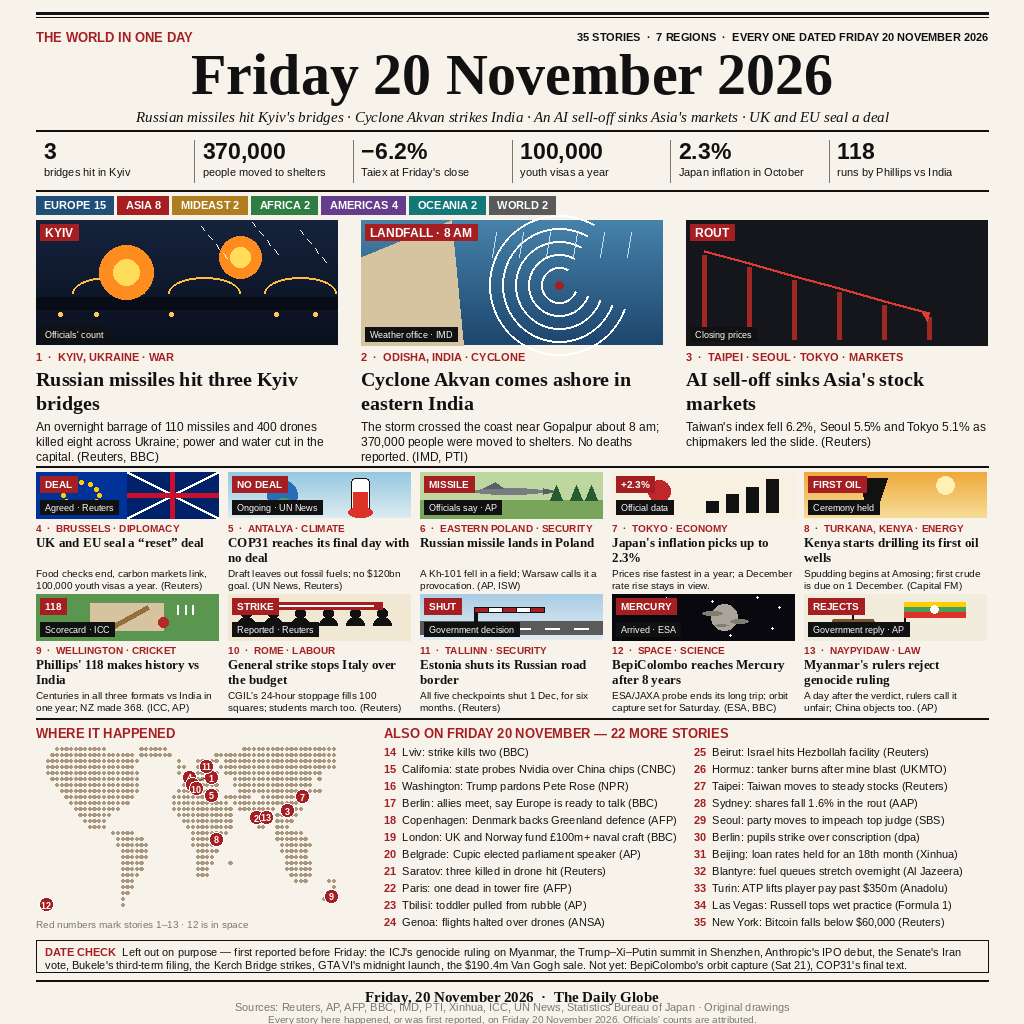 THE WORLD IN ONE DAY
35 STORIES · 7 REGIONS · EVERY ONE DATED FRIDAY 20 NOVEMBER 2026
Friday 20 November 2026
Russian missiles hit Kyiv's bridges · Cyclone Akvan strikes India · An AI sell-off sinks Asia's markets · UK and EU seal a deal
3
bridges hit in Kyiv
370,000
people moved to shelters
−6.2%
Taiex at Friday's close
100,000
youth visas a year
2.3%
Japan inflation in October
118
runs by Phillips vs India
EUROPE 15
ASIA 8
MIDEAST 2
AFRICA 2
AMERICAS 4
OCEANIA 2
WORLD 2
KYIV
Officials' count
1 · KYIV, UKRAINE · WAR
Russian missiles hit three Kyiv
bridges
An overnight barrage of 110 missiles and 400 drones
killed eight across Ukraine; power and water cut in the
capital. (Reuters, BBC)
LANDFALL · 8 AM
Weather office · IMD
2 · ODISHA, INDIA · CYCLONE
Cyclone Akvan comes ashore in
eastern India
The storm crossed the coast near Gopalpur about 8 am;
370,000 people were moved to shelters. No deaths
reported. (IMD, PTI)
ROUT
Closing prices
3 · TAIPEI · SEOUL · TOKYO · MARKETS
AI sell-off sinks Asia's stock
markets
Taiwan's index fell 6.2%, Seoul 5.5% and Tokyo 5.1% as
chipmakers led the slide. (Reuters)
DEAL
Agreed · Reuters
4 · BRUSSELS · DIPLOMACY
UK and EU seal a “reset” deal
Food checks end, carbon markets link,
100,000 youth visas a year. (Reuters)
NO DEAL
Ongoing · UN News
5 · ANTALYA · CLIMATE
COP31 reaches its final day with
no deal
Draft leaves out fossil fuels; no $120bn
goal. (UN News, Reuters)
MISSILE
Officials say · AP
6 · EASTERN POLAND · SECURITY
Russian missile lands in Poland
A Kh-101 fell in a field; Warsaw calls it a
provocation. (AP, ISW)
+2.3%
Official data
7 · TOKYO · ECONOMY
Japan's inflation picks up to
2.3%
Prices rise fastest in a year; a December
rate rise stays in view.
FIRST OIL
Ceremony held
8 · TURKANA, KENYA · ENERGY
Kenya starts drilling its first oil
wells
Spudding begins at Amosing; first crude
is due on 1 December. (Capital FM)
118
Scorecard · ICC
9 · WELLINGTON · CRICKET
Phillips' 118 makes history vs
India
Centuries in all three formats vs India in
one year; NZ made 368. (ICC, AP)
STRIKE
Reported · Reuters
10 · ROME · LABOUR
General strike stops Italy over
the budget
CGIL's 24-hour stoppage fills 100
squares; students march too. (Reuters)
SHUT
Government decision
11 · TALLINN · SECURITY
Estonia shuts its Russian road
border
All five checkpoints shut 1 Dec, for six
months. (Reuters)
MERCURY
Arrived · ESA
12 · SPACE · SCIENCE
BepiColombo reaches Mercury
after 8 years
ESA/JAXA probe ends its long trip; orbit
capture set for Saturday. (ESA, BBC)
REJECTS
Government reply · AP
13 · NAYPYIDAW · LAW
Myanmar's rulers reject
genocide ruling
A day after the verdict, rulers call it
unfair; China objects too. (AP)
WHERE IT HAPPENED
11
1
10
5
7
3
2
13
8
9
12
Red numbers mark stories 1–13 · 12 is in space
ALSO ON FRIDAY 20 NOVEMBER — 22 MORE STORIES
14 Lviv: strike kills two (BBC)
15 California: state probes Nvidia over China chips (CNBC)
16 Washington: Trump pardons Pete Rose (NPR)
17 Berlin: allies meet, say Europe is ready to talk (BBC)
18 Copenhagen: Denmark backs Greenland defence (AFP)
19 London: UK and Norway fund £100m+ naval craft (BBC)
20 Belgrade: Cupic elected parliament speaker (AP)
21 Saratov: three killed in drone hit (Reuters)
22 Paris: one dead in tower fire (AFP)
23 Tbilisi: toddler pulled from rubble (AP)
24 Genoa: flights halted over drones (ANSA)
25 Beirut: Israel hits Hezbollah facility (Reuters)
26 Hormuz: tanker burns after mine blast (UKMTO)
27 Taipei: Taiwan moves to steady stocks (Reuters)
28 Sydney: shares fall 1.6% in the rout (AAP)
29 Seoul: party moves to impeach top judge (SBS)
30 Berlin: pupils strike over conscription (dpa)
31 Beijing: loan rates held for an 18th month (Xinhua)
32 Blantyre: fuel queues stretch overnight (Al Jazeera)
33 Turin: ATP lifts player pay past $350m (Anadolu)
34 Las Vegas: Russell tops wet practice (Formula 1)
35 New York: Bitcoin falls below $60,000 (Reuters)
DATE CHECK Left out on purpose — first reported before Friday: the ICJ's genocide ruling on Myanmar, the Trump–Xi–Putin summit in Shenzhen, Anthropic's IPO debut, the Senate's Iran
vote, Bukele's third-term filing, the Kerch Bridge strikes, GTA VI's midnight launch, the $190.4m Van Gogh sale. Not yet: BepiColombo's orbit capture (Sat 21), COP31's final text.
Friday, 20 November 2026 · The Daily Globe
Sources: Reuters, AP, AFP, BBC, IMD, PTI, Xinhua, ICC, UN News, Statistics Bureau of Japan · Original drawings
Every story here happened, or was first reported, on Friday 20 November 2026. Officials' counts are attributed.